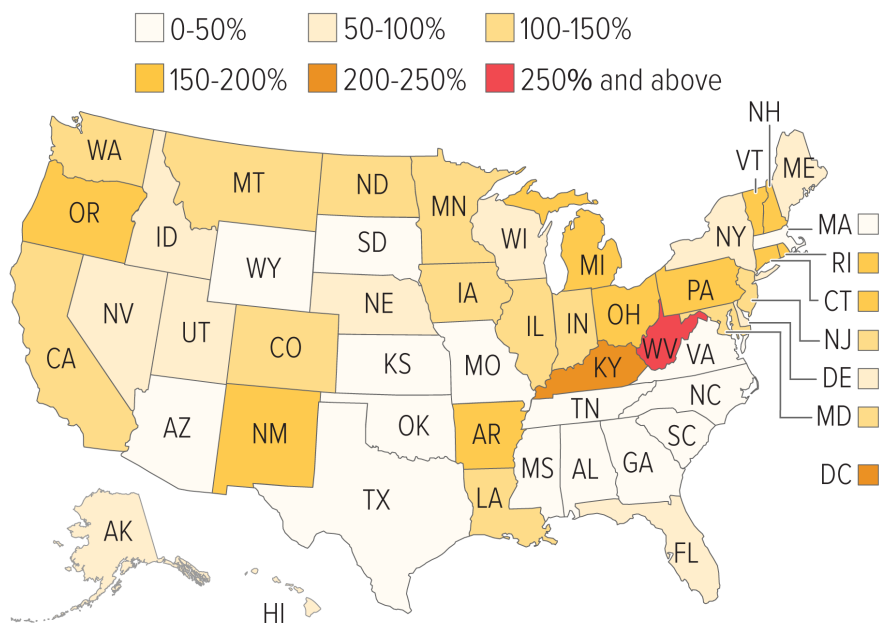 0-50%
50-100%
100-150%
150-200%
200-250%
250% and above
NH
VT
ME
WA
MT
ND
MN
OR
ID
WI
NY
MA
SD
WY
MI
RI
PA
CT
IA
NE
NV
OH
IL
IN
NJ
UT
CO
CA
WV
VA
KS
MO
KY
DE
NC
TN
MD
AZ
NM
OK
AR
SC
MS
AL
GA
DC
TX
LA
AK
FL
HI